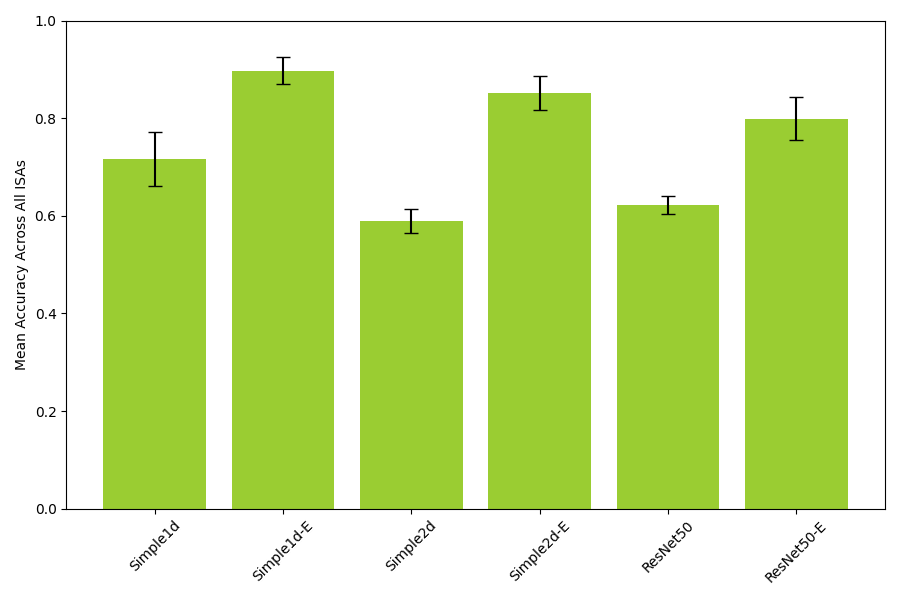 Mean Accuracy Across All ISAs
1.0
0.8
0.6
0.4
0.2
0.0
Simple1d
Simple1d-E
Simple2d
Simple2d-E
ResNet50
ResNet50-E